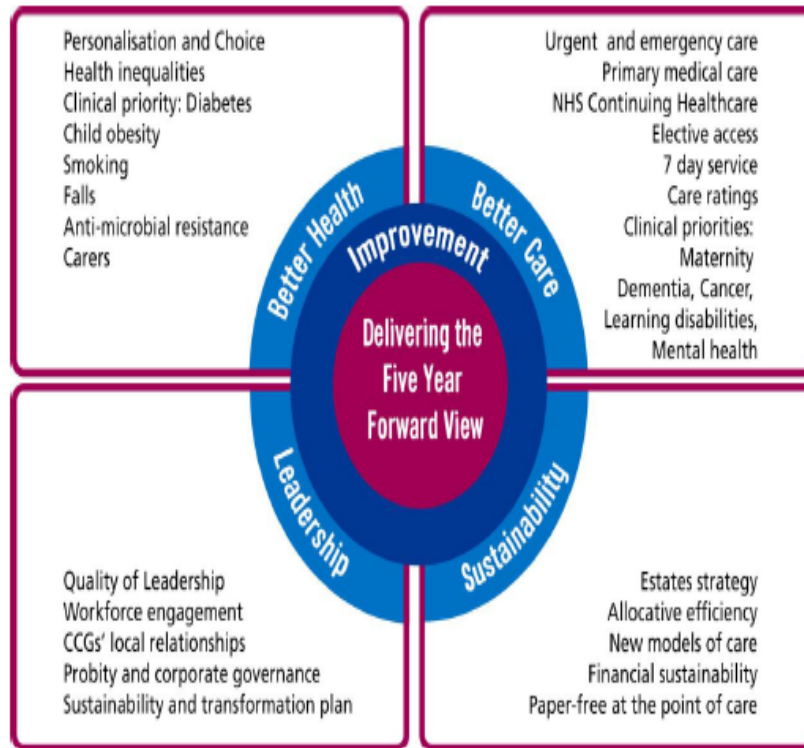 Personalisation and Choice
Health inequalities
Clinical priority: Diabetes
Child obesity
Smoking
Falls
Anti-microbial resistance
Carers
Urgent and emergency care
Primary medical care
NHS Continuing Healthcare
Elective access
7 day service
Care ratings
Clinical priorities:
Maternity
Dementia, Cancer,
Learning disabilities,
Mental health
Better Health
Better Care
Improvement
Delivering the
Five Year
Forward View
Leadership
Sustainability
Quality of Leadership
Workforce engagement
CCGs' local relationships
Probity and corporate governance
Sustainability and transformation plan
Estates strategy
Allocative efficiency
New models of care
Financial sustainability
Paper-free at the point of care